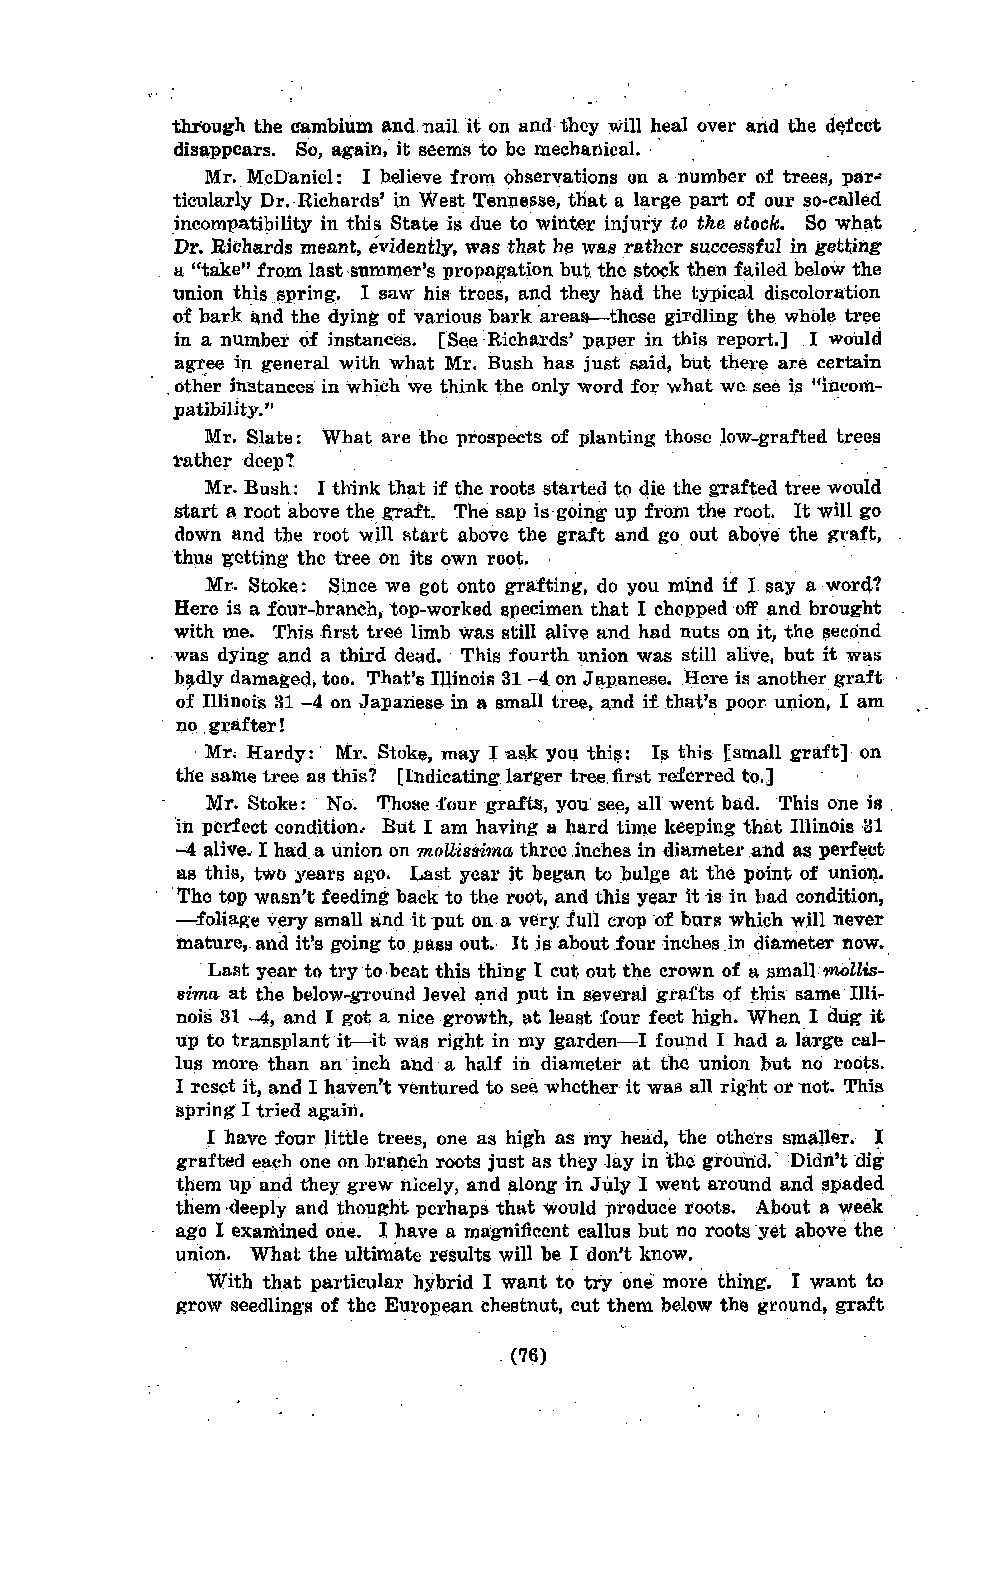 through the cambium and nail it on and they will heal over and the defect
disappears. So, again, it seems to be mechanical.
Mr. McDaniel: I believe from observations on a number of trees, par-
ticularly Dr. Richards' in West Tennesse, that a large part of our so-called
incompatibility in this State is due to winter injury to the stock. So what
Dr. Richards meant, evidently, was that he was rather successful in getting
a "take" from last summer's propagation but the stock then failed below the
union this spring. I saw his trees, and they had the typical discoloration
of bark and the dying of various bark areas—these girdling the whole tree
in a number of instances. [See Richards' paper in this report.] I would
agree in general with what Mr. Bush has just said, but there are certain
other instances in which we think the only word for what we see is "incom-
patibility."
Mr. Slate: What are the prospects of planting those low-grafted trees
rather deep?
Mr. Bush: I think that if the roots started to die the grafted tree would
start a root above the graft. The sap is going up from the root. It will go
down and the root will start above the graft and go out above the graft,
thus getting the tree on its own root.
Mr. Stoke: Since we got onto grafting, do you mind if I say a word?
Here is a four-branch, top-worked specimen that I chopped off and brought
with me. This first tree limb was still alive and had nuts on it, the second
was dying and a third dead. This fourth union was still alive, but it was
badly damaged, too. That's Illinois 31 -4 on Japanese. Here is another graft
of Illinois 31 -4 on Japanese in a small tree, and if that's poor union, I am
no grafter!
Mr. Hardy: Mr. Stoke, may I ask you this: Is this [small graft] on
the same tree as this? [Indicating larger tree first referred to.]
Mr. Stoke: No. Those four grafts, you see, all went bad. This one is
in perfect condition. But I am having a hard time keeping that Illinois 31
-4 alive. I had a union on mollissima three inches in diameter and as perfect
as this, two years ago. Last year it began to bulge at the point of union.
The top wasn't feeding back to the root, and this year it is in bad condition,
—foliage very small and it put on a very full crop of burs which will never
mature, and it's going to pass out. It is about four inches in diameter now.
Last year to try to beat this thing I cut out the crown of a small mollis-
sima at the below-ground level and put in several grafts of this same Illi-
nois 31 -4, and I got a nice growth, at least four feet high. When I dug it
up to transplant it—it was right in my garden—I found I had a large cal-
lus more than an inch and a half in diameter at the union but no roots.
I reset it, and I haven't ventured to see whether it was all right or not. This
spring I tried again.
I have four little trees, one as high as my head, the others smaller. I
grafted each one on branch roots just as they lay in the ground. Didn't dig
them up and they grew nicely, and along in July I went around and spaded
them deeply and thought perhaps that would produce roots. About a week
ago I examined one. I have a magnificent callus but no roots yet above the
union. What the ultimate results will be I don't know.
With that particular hybrid I want to try one more thing. I want to
grow seedlings of the European chestnut, cut them below the ground, graft
(76)